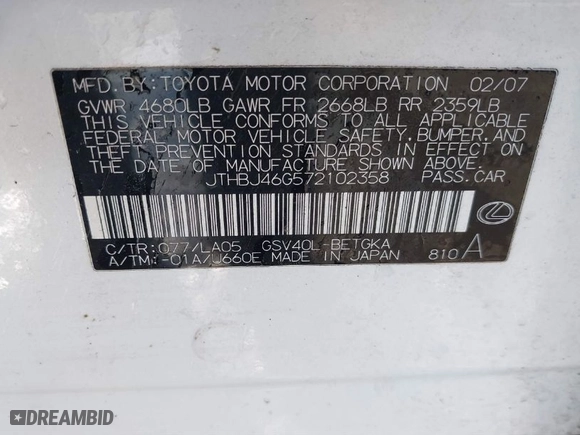 MFD. BY: TOYOTA MOTOR CORPORATION 02/07
GVWR 4680LB GAWR FR 2668LB RR 2359LB
THIS VEHICLE CONFORMS TO ALL APPLICABLE
FEDERAL MOTOR VEHICLE SAFETY, BUMPER, AND
THEFT PREVENTION STANDARDS IN EFFECT ON
THE DATE OF MANUFACTURE SHOWN ABOVE.
JTHBJ46G572102358 PASS.CAR
C/TR:077/LA05 GSV40L-BETGKA
A/TM:-01A/U660E MADE IN JAPAN 810 A
DREAMBID